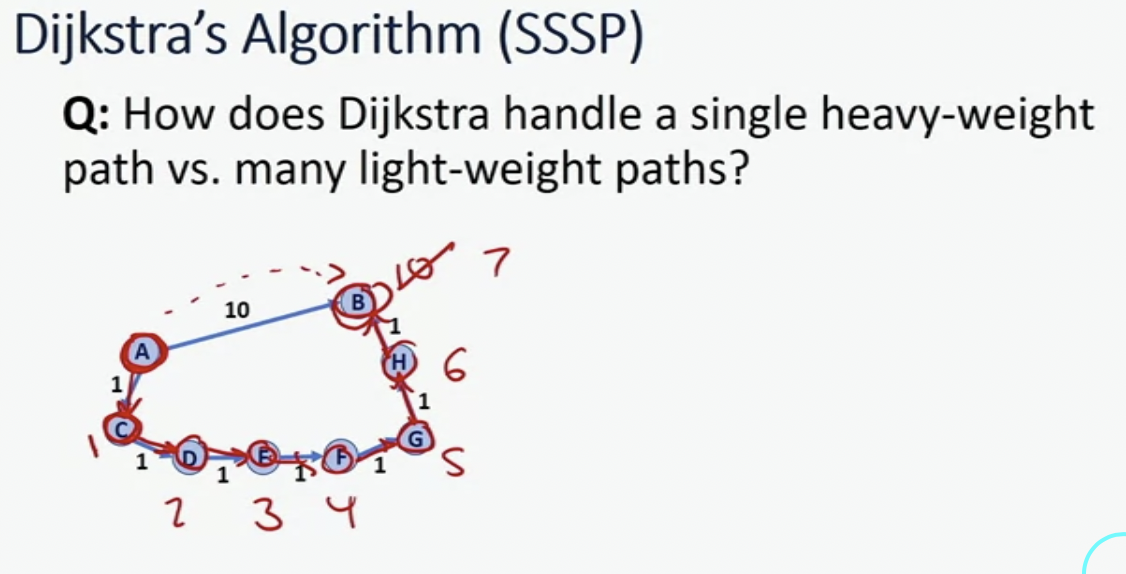 Dijkstra's Algorithm (SSSP)
Q: How does Dijkstra handle a single heavy-weight
path vs. many light-weight paths?
10 7
10
B
1
A
H 6
1
1
C
G
1
1
D
E
F
1
5
1
1
2 3 4